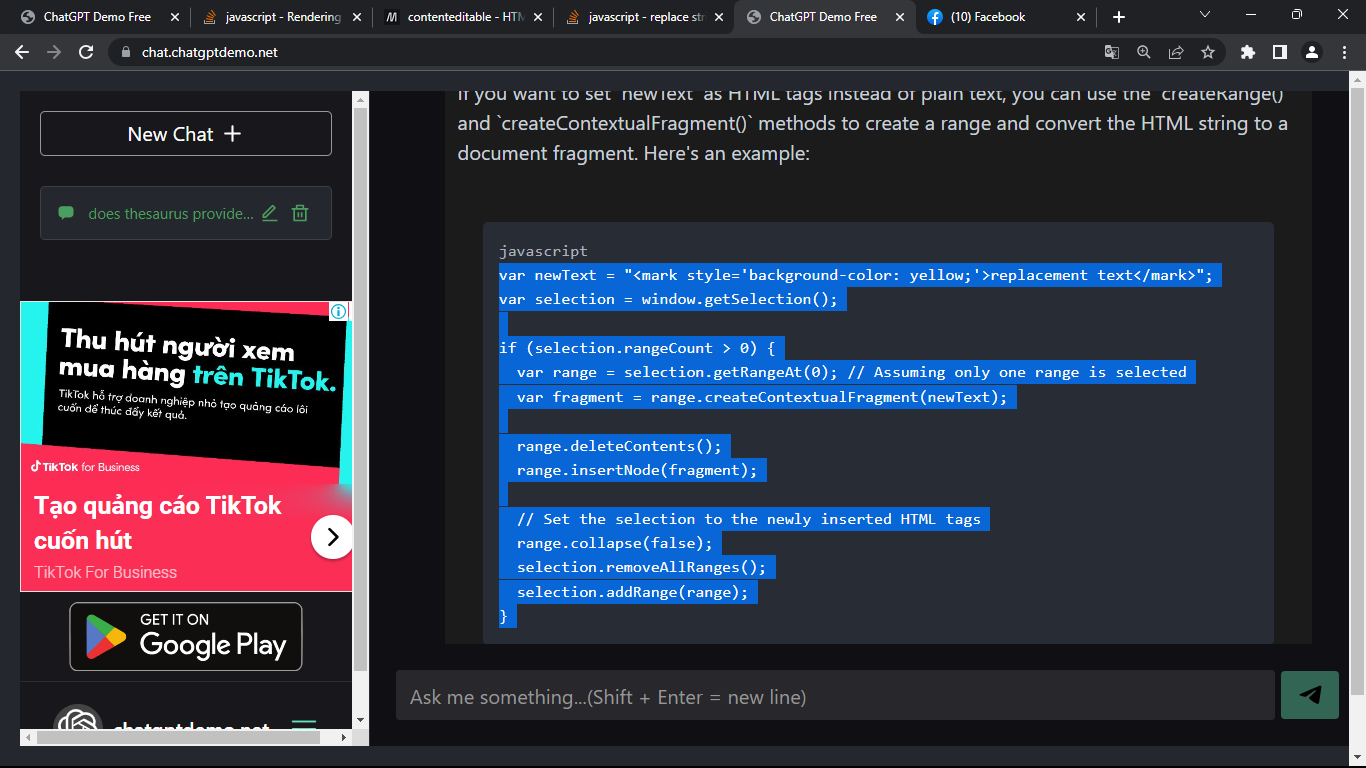 ChatGPT Demo Free
javascript - Rendering
contenteditable - HTM
javascript - replace str
ChatGPT Demo Free
(10) Facebook
chat.chatgptdemo.net
New Chat +
does thesaurus provide...
Thu hút người xem
mua hàng trên TikTok.
TikTok hỗ trợ doanh nghiệp nhỏ tạo quảng cáo lôi
cuốn để thúc đẩy kết quả.
TikTok for Business
Tạo quảng cáo TikTok
cuốn hút
TikTok For Business
GET IT ON
Google Play
chatgptdemo.net
If you want to set `newText` as HTML tags instead of plain text, you can use the `createRange()`
and `createContextualFragment()` methods to create a range and convert the HTML string to a
document fragment. Here's an example:
javascript
var newText = "<mark style='background-color: yellow;'>replacement text</mark>";
var selection = window.getSelection();
if (selection.rangeCount > 0) {
var range = selection.getRangeAt(0); // Assuming only one range is selected
var fragment = range.createContextualFragment(newText);
range.deleteContents();
range.insertNode(fragment);
// Set the selection to the newly inserted HTML tags
range.collapse(false);
selection.removeAllRanges();
selection.addRange(range);
}
Ask me something...(Shift + Enter = new line)